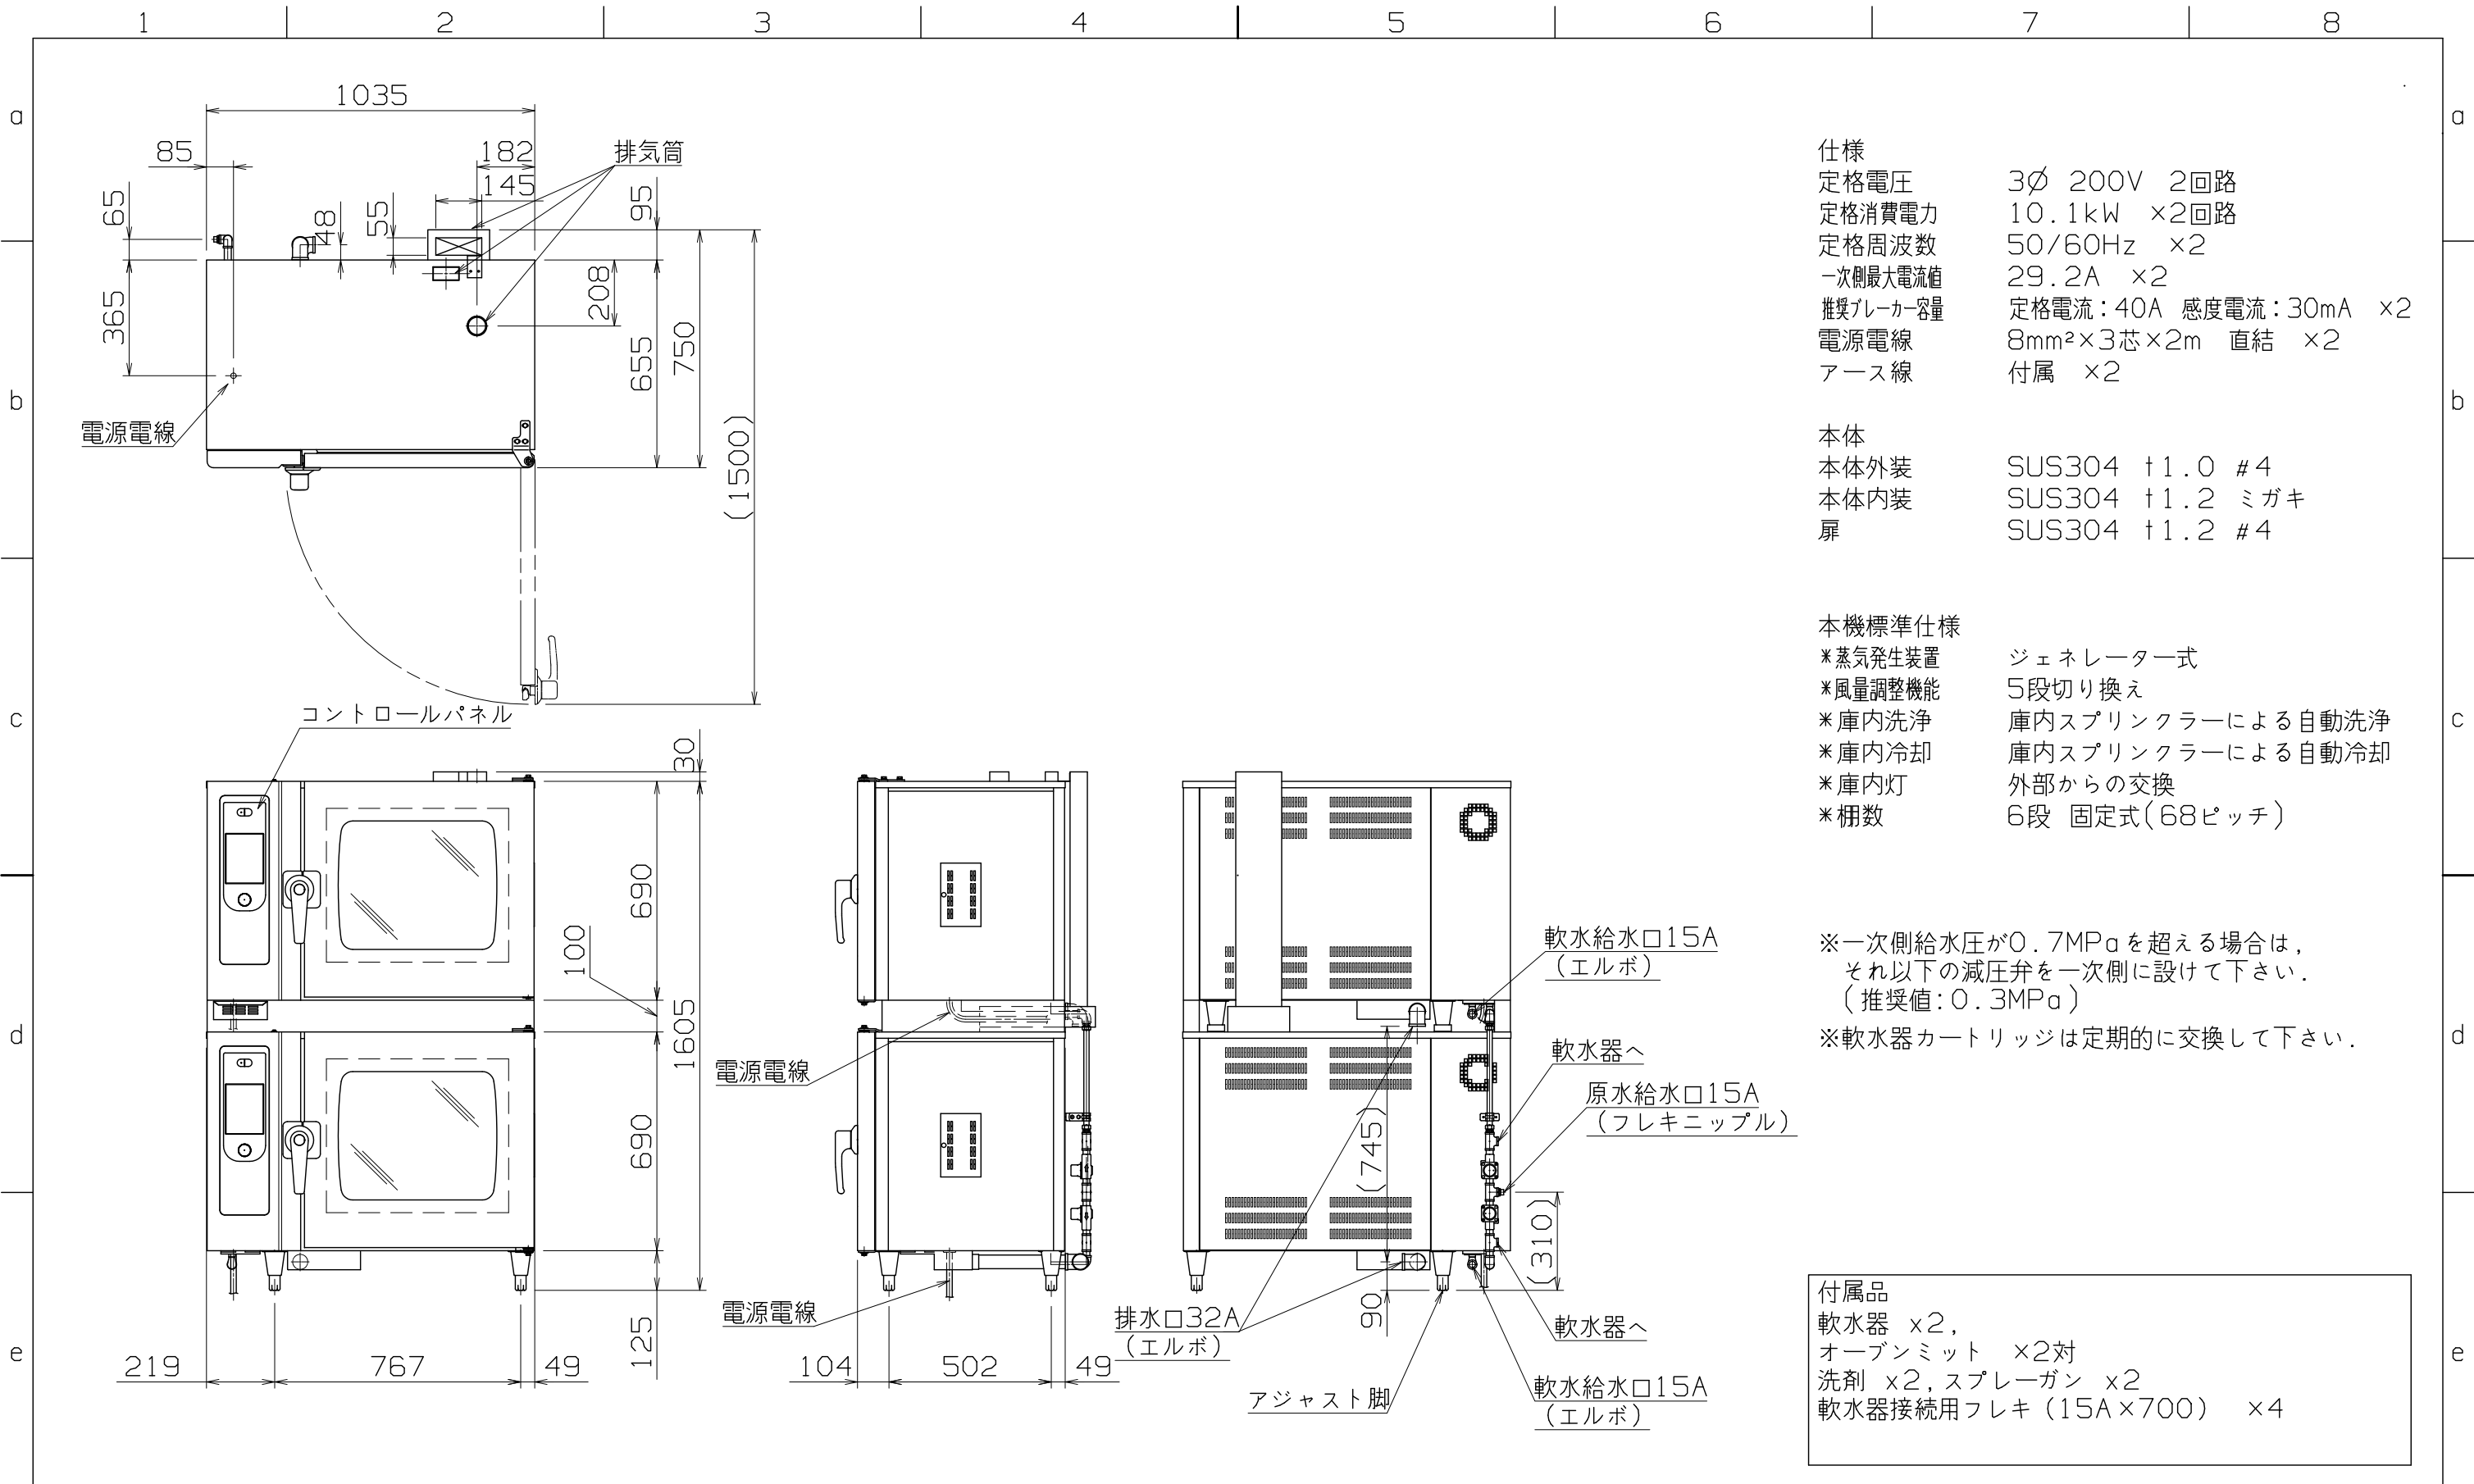 1 2 3 4 5 6 7 8
a a
b b
c c
d d
e e
1035
85
182
排気筒
145
65
48
55
95
365
208
655
750
(1500)
電源電線
コントロールパネル
30
690
100
1605
690
125
219 767 49
電源電線
電源電線
104 502 49
軟水給水口15A
(エルボ)
軟水器へ
原水給水口15A
(フレキニップル)
(745)
(310)
90
排水口32A
(エルボ)
アジャスト脚
軟水器へ
軟水給水口15A
(エルボ)
仕様
定格電圧 3Ø 200V 2回路
定格消費電力 10.1kW ×2回路
定格周波数 50/60Hz ×2
一次側最大電流値 29.2A ×2
推奨ブレーカー容量 定格電流:40A 感度電流:30mA ×2
電源電線 8mm²×3芯×2m 直結 ×2
アース線 付属 ×2
本体
本体外装 SUS304 t1.0 #4
本体内装 SUS304 t1.2 ミガキ
扉 SUS304 t1.2 #4
本機標準仕様
*蒸気発生装置 ジェネレーター式
*風量調整機能 5段切り換え
*庫内洗浄 庫内スプリンクラーによる自動洗浄
*庫内冷却 庫内スプリンクラーによる自動冷却
*庫内灯 外部からの交換
*棚数 6段 固定式(68ピッチ)
※一次側給水圧が0.7MPaを超える場合は,
それ以下の減圧弁を一次側に設けて下さい.
(推奨値:0.3MPa)
※軟水器カートリッジは定期的に交換して下さい.
付属品
軟水器 x2,
オーブンミット ×2対
洗剤 x2,スプレーガン x2
軟水器接続用フレキ(15A×700) ×4